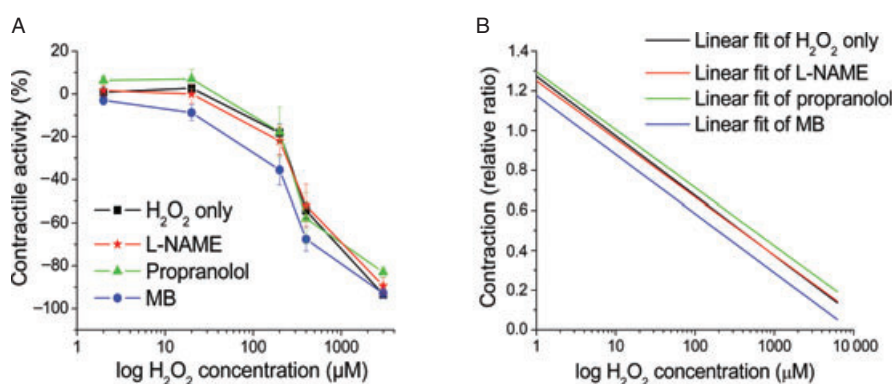 A
20
0
−20
−40
−60
−80
−100
Contractile activity (%)
H₂O₂ only
L-NAME
Propranolol
MB
1
10
100
1000
log H₂O₂ concentration (µM)
B
Linear fit of H₂O₂ only
Linear fit of L-NAME
Linear fit of propranolol
Linear fit of MB
1.4
1.2
1.0
0.8
0.6
0.4
0.2
0.0
Contraction (relative ratio)
1
10
100
1000
10 000
log H₂O₂ concentration (µM)